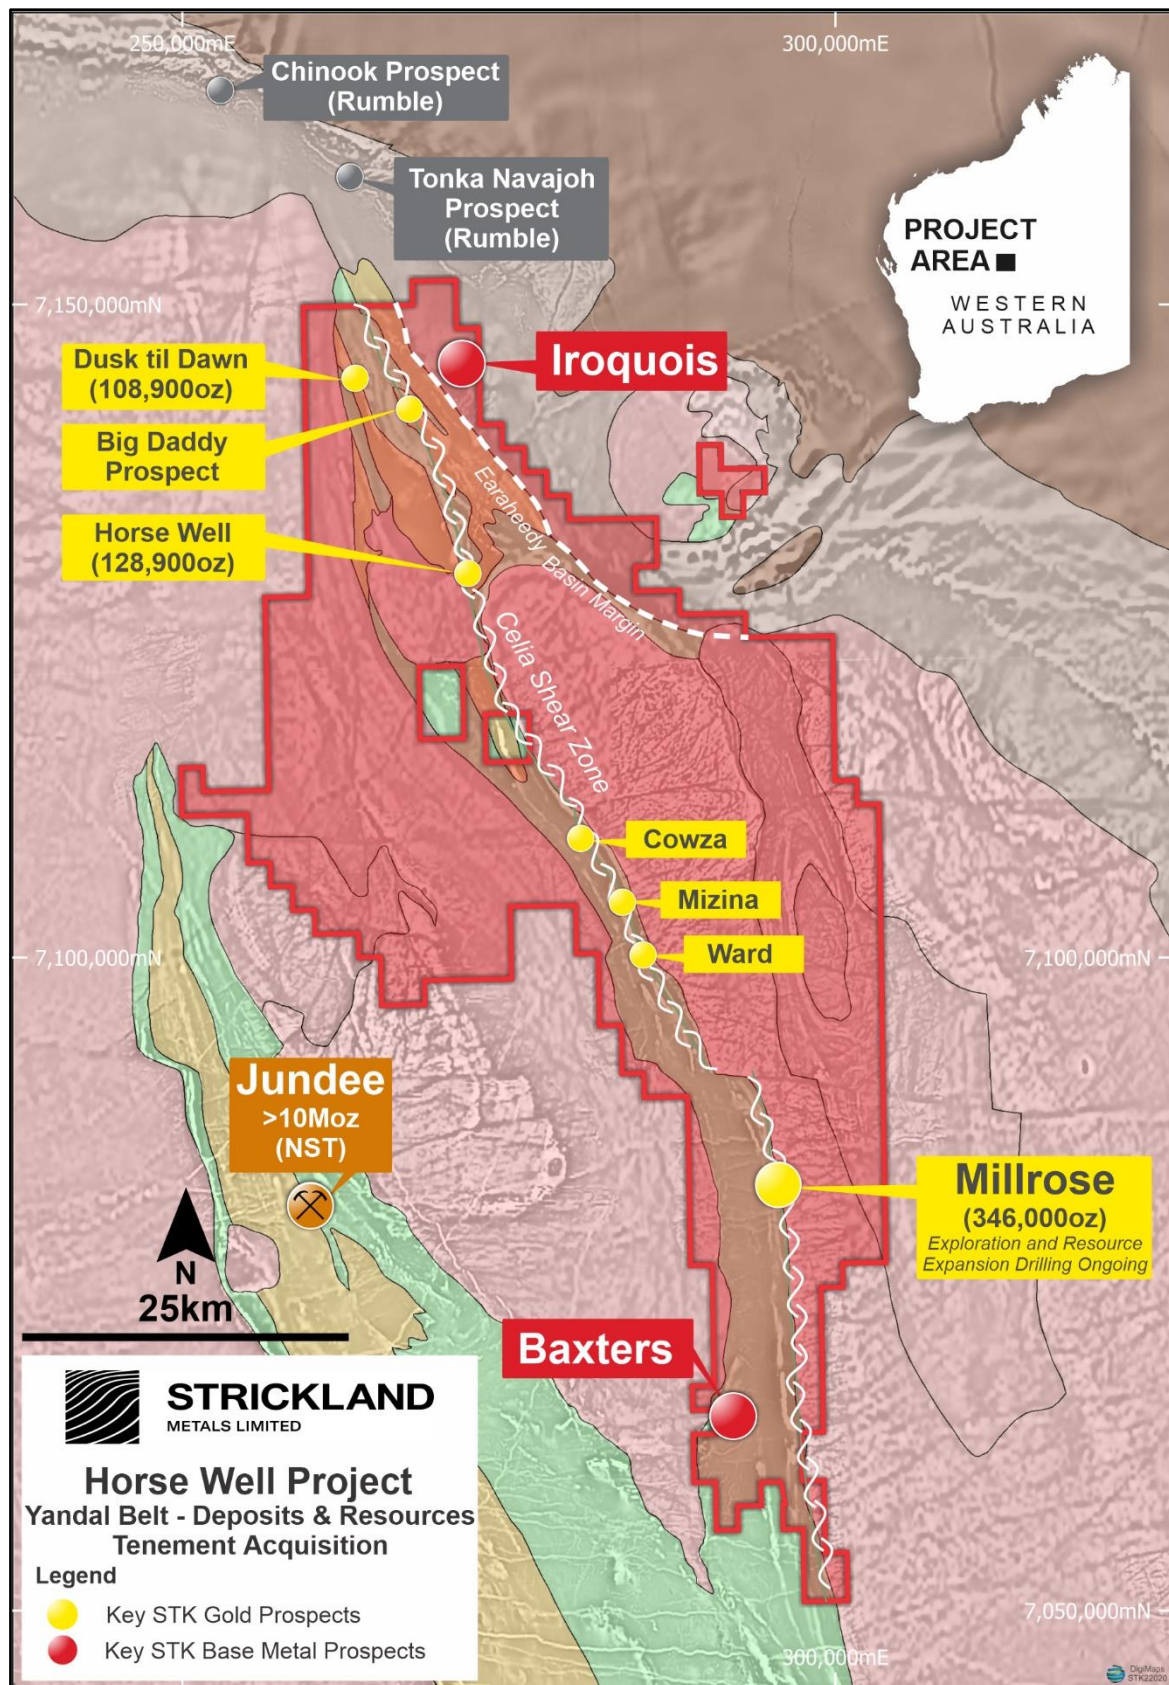 250,000mE
300,000mE
Chinook Prospect
(Rumble)
Tonka Navajoh
Prospect
(Rumble)
PROJECT
AREA
WESTERN
AUSTRALIA
7,150,000mN
Iroquois
Dusk til Dawn
(108,900oz)
Big Daddy
Prospect
Horse Well
(128,900oz)
Earaheedy Basin Margin
Celia Shear Zone
Cowza
Mizina
Ward
7,100,000mN
7,100,000mN
Jundee
>10Moz
(NST)
Millrose
(346,000oz)
Exploration and Resource
Expansion Drilling Ongoing
N
25km
Baxters
STRICKLAND
METALS LIMITED
Horse Well Project
Yandal Belt - Deposits & Resources
Tenement Acquisition
Legend
Key STK Gold Prospects
Key STK Base Metal Prospects
7,050,000mN
300,000mE
DigiMaps
STK22020